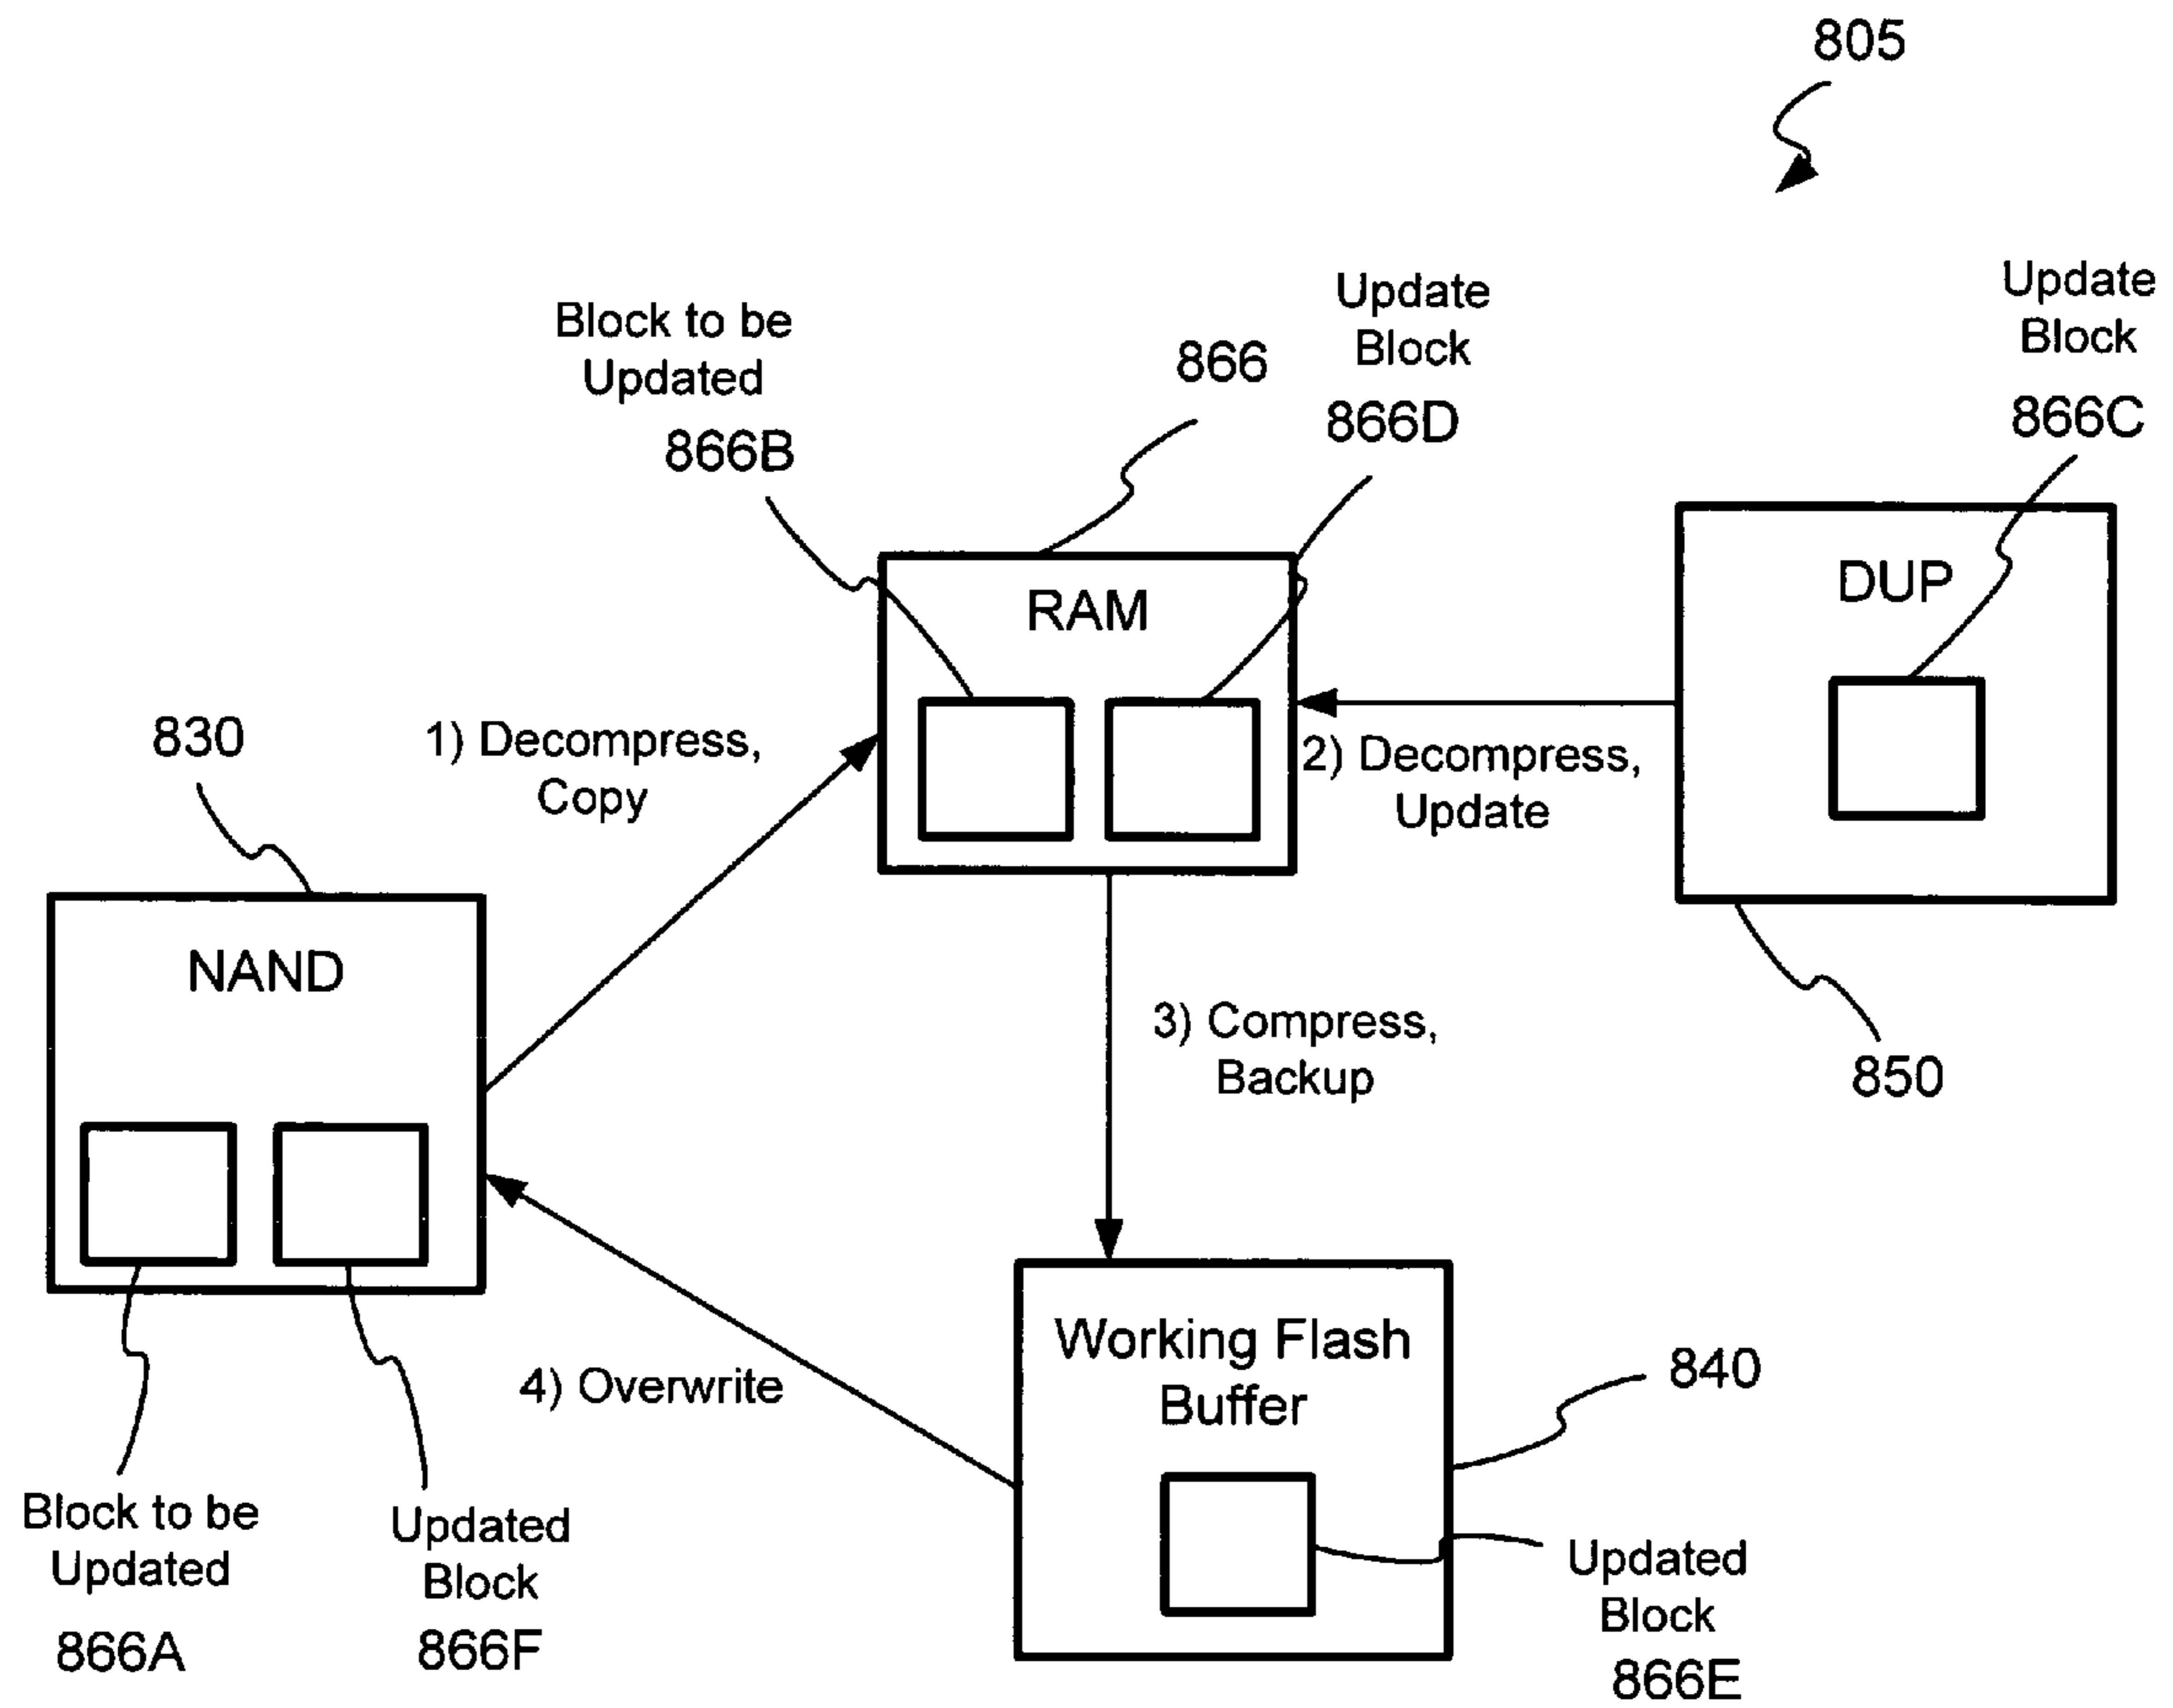 805
Update
Block
866C
Update
Block
866D
Block to be
Updated
866B
866
RAM
DUP
830
1) Decompress,
Copy
2) Decompress,
Update
NAND
3) Compress,
Backup
850
Working Flash
Buffer
840
4) Overwrite
Block to be
Updated
866A
Updated
Block
866F
Updated
Block
866E